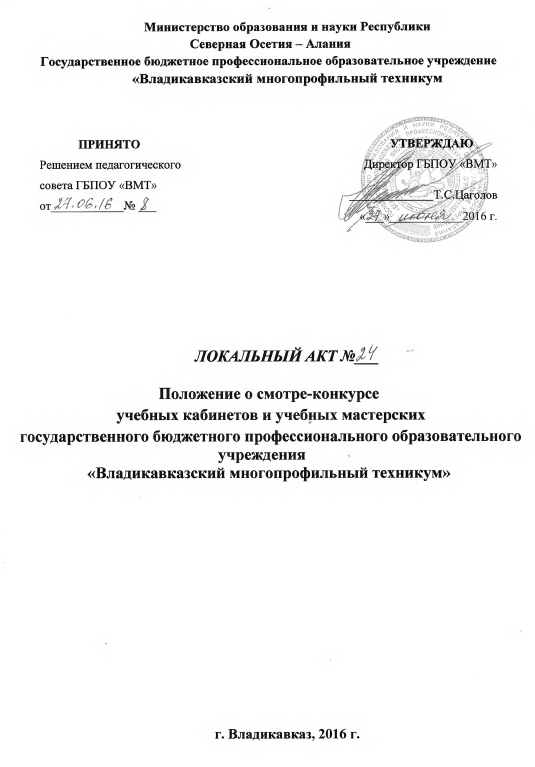 Министерство образования и науки Республики
Северная Осетия – Алания
Государственное бюджетное профессиональное образовательное учреждение
«Владикавказский многопрофильный техникум
ПРИНЯТО
Решением педагогического
совета ГБПОУ «ВМТ»
от 27.06.16 № 8
УТВЕРЖДАЮ
Директор ГБПОУ «ВМТ»
Т.С.Цаголов
«27» июня 2016 г.
ЛОКАЛЬНЫЙ АКТ № 24
Положение о смотре-конкурсе
учебных кабинетов и учебных мастерских
государственного бюджетного профессионального образовательного
учреждения
«Владикавказский многопрофильный техникум»
г. Владикавказ, 2016 г.